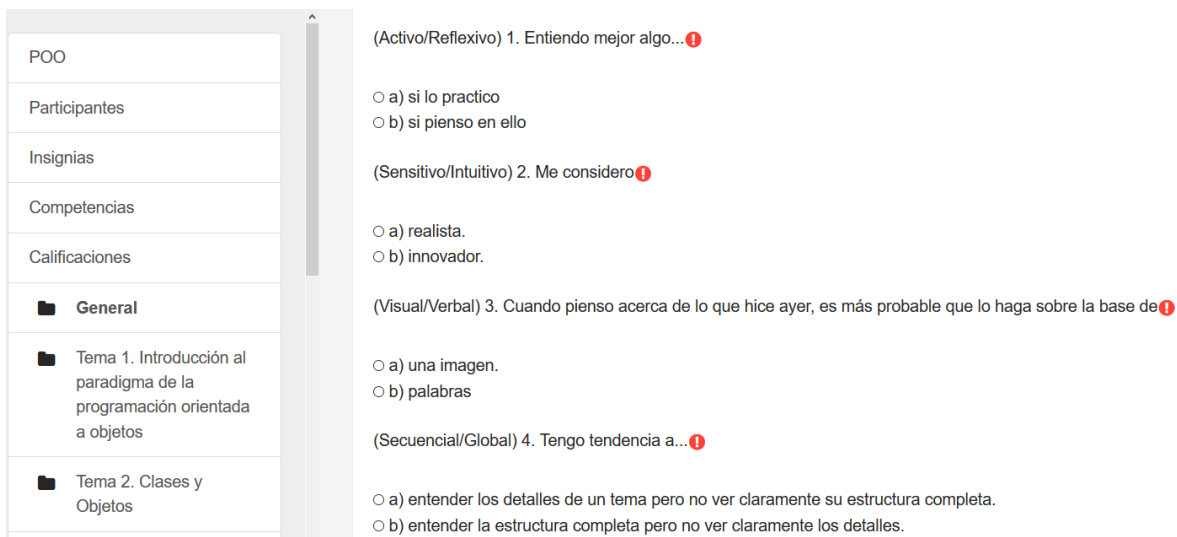 POO
Participantes
Insignias
Competencias
Calificaciones
General
Tema 1. Introducción al
paradigma de la
programación orientada
a objetos
Tema 2. Clases y
Objetos
(Activo/Reflexivo) 1. Entiendo mejor algo...
a) si lo practico
b) si pienso en ello
(Sensitivo/Intuitivo) 2. Me considero
a) realista.
b) innovador.
(Visual/Verbal) 3. Cuando pienso acerca de lo que hice ayer, es más probable que lo haga sobre la base de
a) una imagen.
b) palabras
(Secuencial/Global) 4. Tengo tendencia a...
a) entender los detalles de un tema pero no ver claramente su estructura completa.
b) entender la estructura completa pero no ver claramente los detalles.